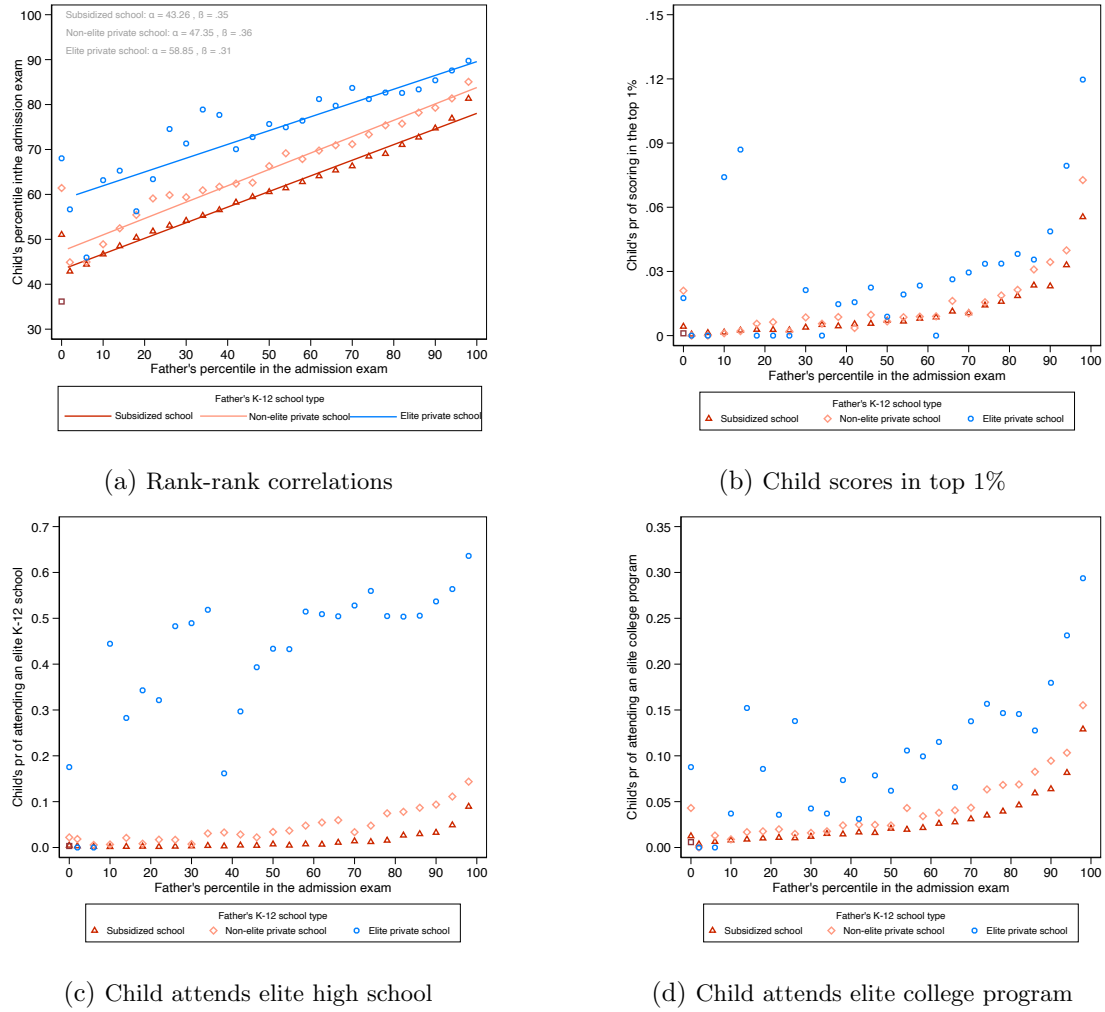 Subsidized school: α = 43.26 , ß = .35
Non-elite private school: α = 47.35 , ß = .36
Elite private school: α = 58.85 , ß = .31
Child's percentile inthe admission exam
100
90
80
70
60
50
40
30
0 10 20 30 40 50 60 70 80 90 100
Father's percentile in the admission exam
Father's K-12 school type
Subsidized school Non-elite private school Elite private school
(a) Rank-rank correlations
Child's pr of scoring in the top 1%
.15
.12
.09
.06
.03
0
0 10 20 30 40 50 60 70 80 90 100
Father's percentile in the admission exam
Father's K-12 school type
Subsidized school Non-elite private school Elite private school
(b) Child scores in top 1%
Child's pr of attending an elite K-12 school
0.7
0.6
0.5
0.4
0.3
0.2
0.1
0.0
0 10 20 30 40 50 60 70 80 90 100
Father's percentile in the admission exam
Father's K-12 school type
Subsidized school Non-elite private school Elite private school
(c) Child attends elite high school
Child's pr of attending an elite college program
0.35
0.30
0.25
0.20
0.15
0.10
0.05
0.00
0 10 20 30 40 50 60 70 80 90 100
Father's percentile in the admission exam
Father's K-12 school type
Subsidized school Non-elite private school Elite private school
(d) Child attends elite college program